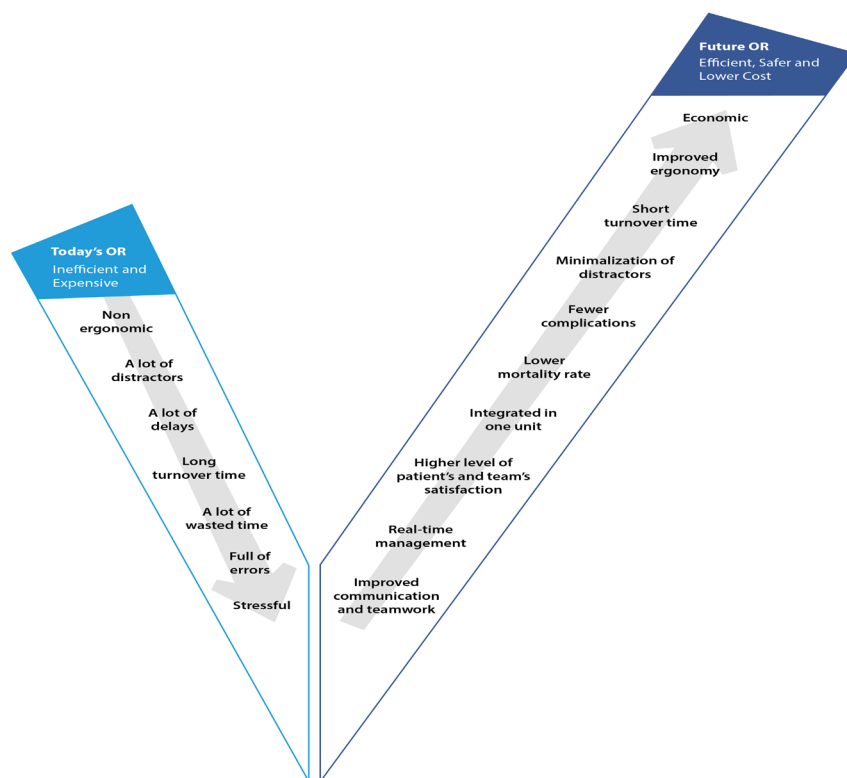 Today's OR
Inefficient and
Expensive
Non
ergonomic
A lot of
distractors
A lot of
delays
Long
turnover time
A lot of
wasted time
Full of
errors
Stressful
Future OR
Efficient, Safer and
Lower Cost
Economic
Improved
ergonomy
Short
turnover time
Minimalization of
distractors
Fewer
complications
Lower
mortality rate
Integrated in
one unit
Higher level of
patient's and team's
satisfaction
Real-time
management
Improved
communication
and teamwork